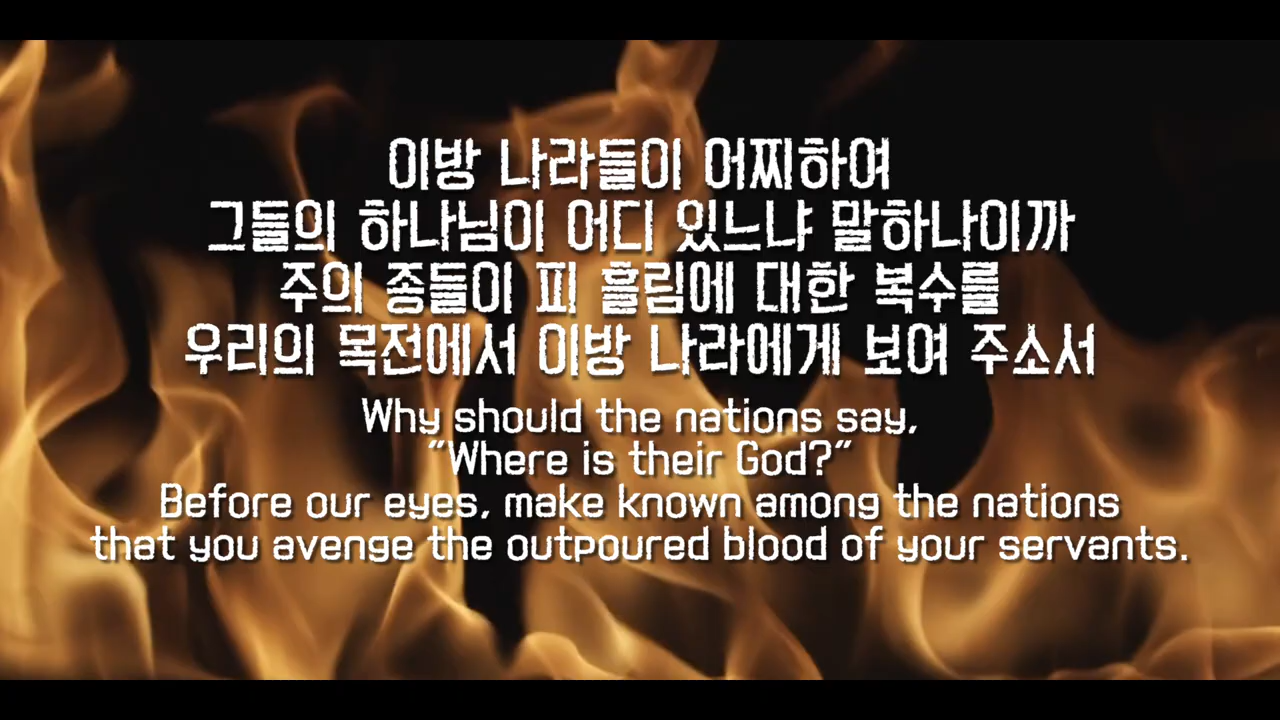 이방 나라들이 어찌하여
그들의 하나님이 어디 있느냐 말하나이까
주의 종들이 피 흘림에 대한 복수를
우리의 목전에서 이방 나라에게 보여 주소서
Why should the nations say,
"Where is their God?"
Before our eyes, make known among the nations
that you avenge the outpoured blood of your servants.